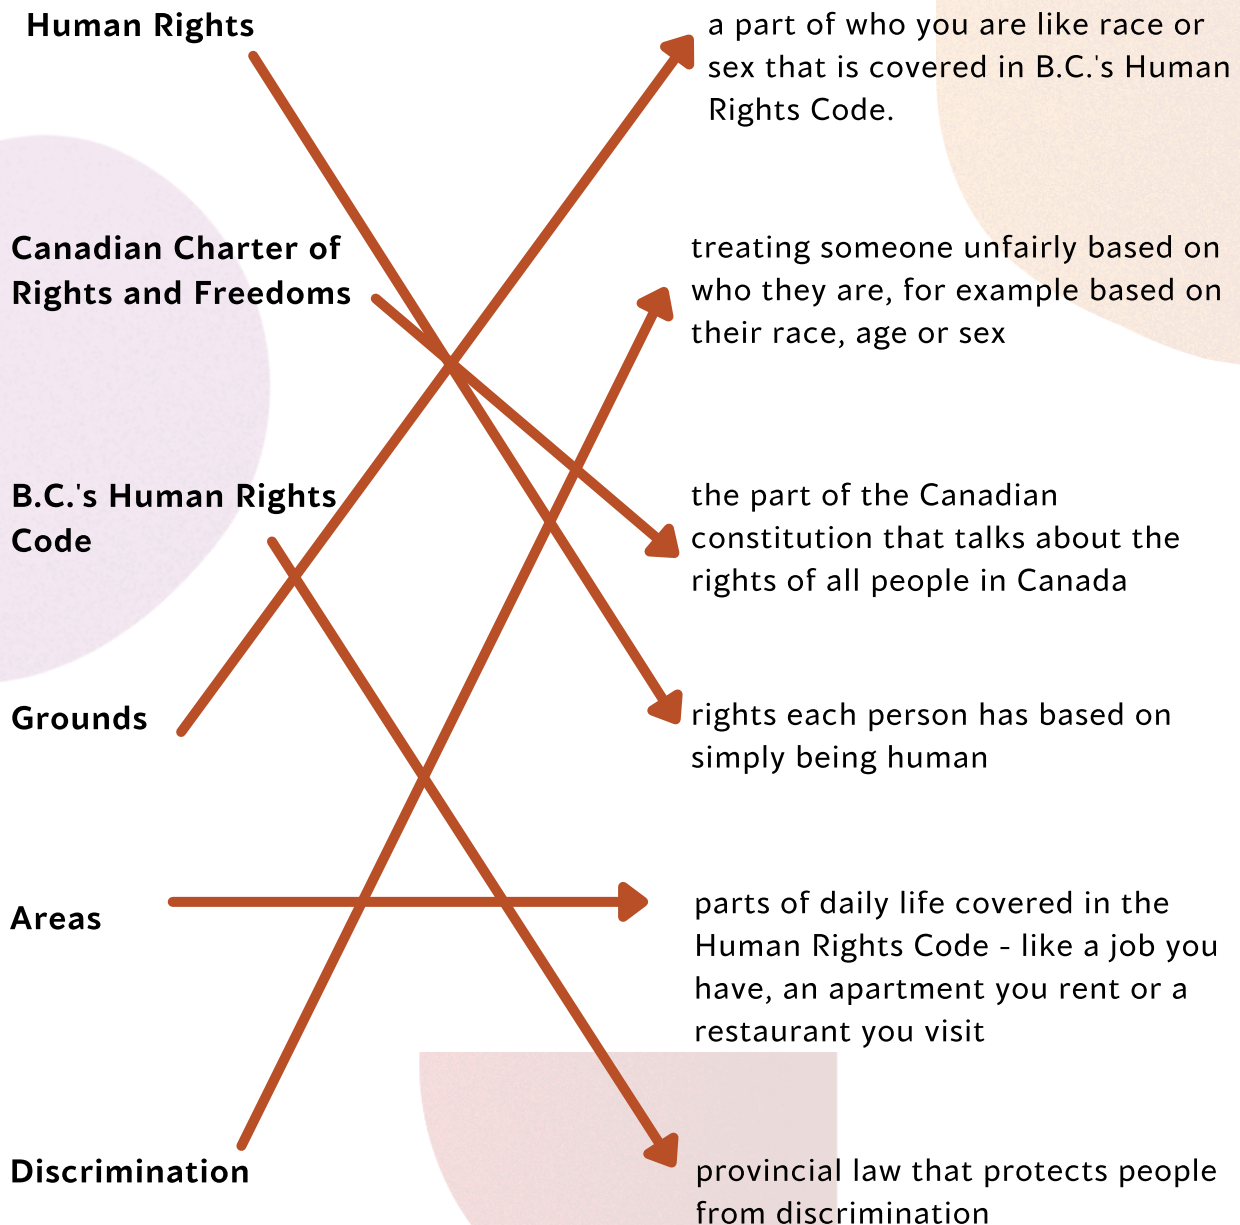 Human Rights
a part of who you are like race or
sex that is covered in B.C.'s Human
Rights Code.
Canadian Charter of
Rights and Freedoms
treating someone unfairly based on
who they are, for example based on
their race, age or sex
B.C.'s Human Rights
Code
the part of the Canadian
constitution that talks about the
rights of all people in Canada
Grounds
rights each person has based on
simply being human
Areas
parts of daily life covered in the
Human Rights Code - like a job you
have, an apartment you rent or a
restaurant you visit
Discrimination
provincial law that protects people
from discrimination